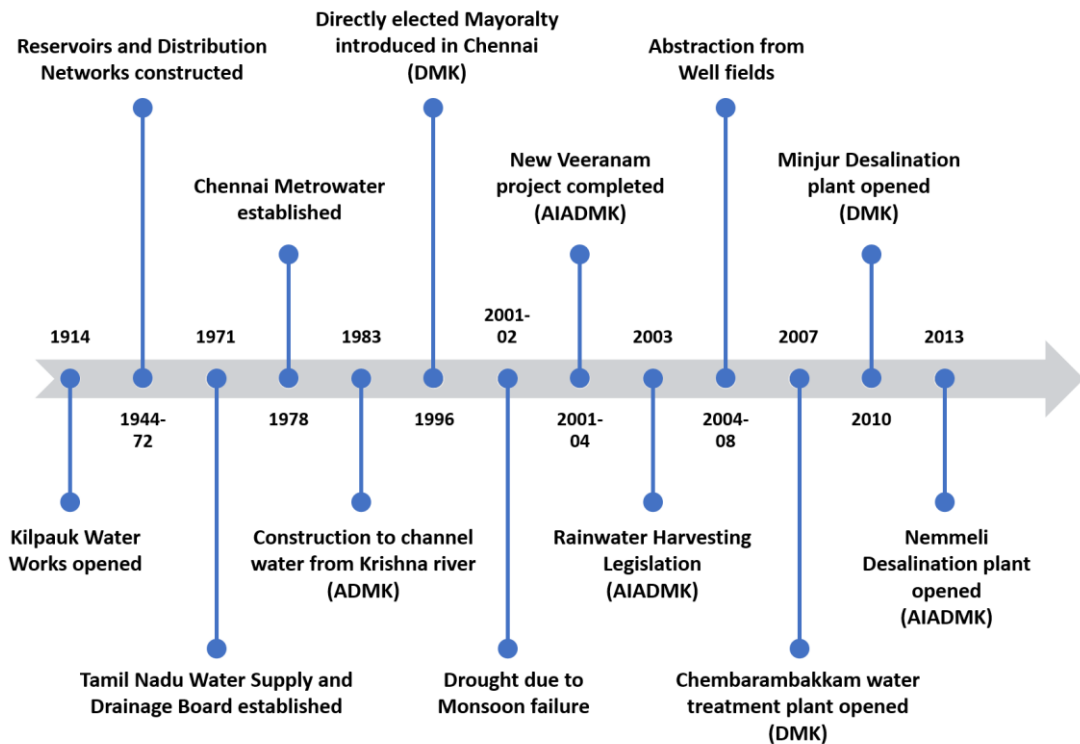 Directly elected Mayoralty
introduced in Chennai
(DMK)
Reservoirs and Distribution
Networks constructed
Abstraction from
Well fields
Chennai Metrowater
established
New Veeranam
project completed
(AIADMK)
Minjur Desalination
plant opened
(DMK)
1914
1971
1983
2001-
02
2003
2007
2013
1944-
72
1978
1996
2001-
04
2004-
08
2010
Kilpauk Water
Works opened
Construction to channel
water from Krishna river
(ADMK)
Rainwater Harvesting
Legislation
(AIADMK)
Nemmeli
Desalination plant
opened
(AIADMK)
Tamil Nadu Water Supply and
Drainage Board established
Drought due to
Monsoon failure
Chembarambakkam water
treatment plant opened
(DMK)